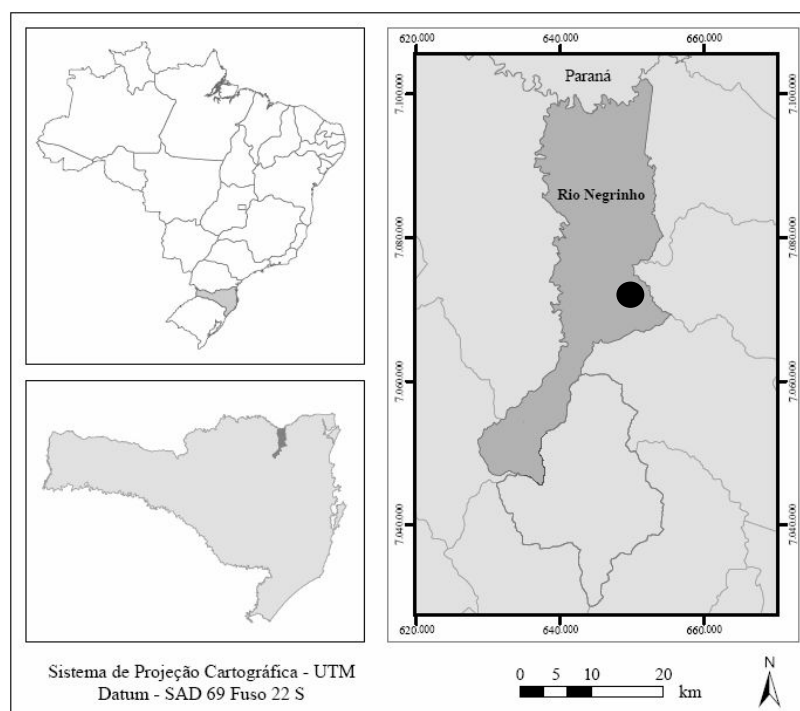 620.000 640.000 660.000
Paraná
Rio Negrinho
7.100.000 7.100.000
7.080.000 7.080.000
7.060.000 7.060.000
7.040.000 7.040.000
620.000 640.000 660.000
Sistema de Projeção Cartográfica - UTM
Datum - SAD 69 Fuso 22 S
0 5 10 20
km
N